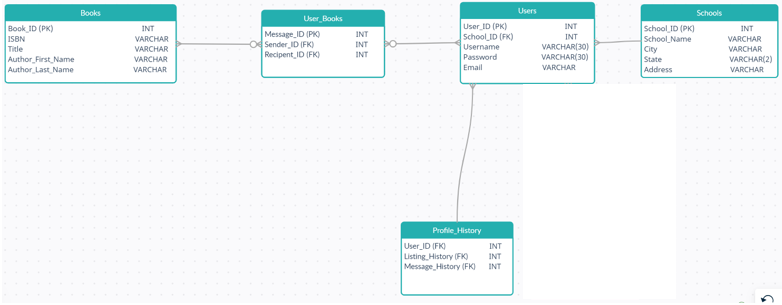 Books
Book_ID (PK) INT
ISBN VARCHAR
Title VARCHAR
Author_First_Name VARCHAR
Author_Last_Name VARCHAR
User_Books
Message_ID (PK) INT
Sender_ID (FK) INT
Recipent_ID (FK) INT
Users
User_ID (PK) INT
School_ID (FK) INT
Username VARCHAR(30)
Password VARCHAR(30)
Email VARCHAR
Schools
School_ID (PK) INT
School_Name VARCHAR
City VARCHAR
State VARCHAR(2)
Address VARCHAR
Profile_History
User_ID (FK) INT
Listing_History (FK) INT
Message_History (FK) INT